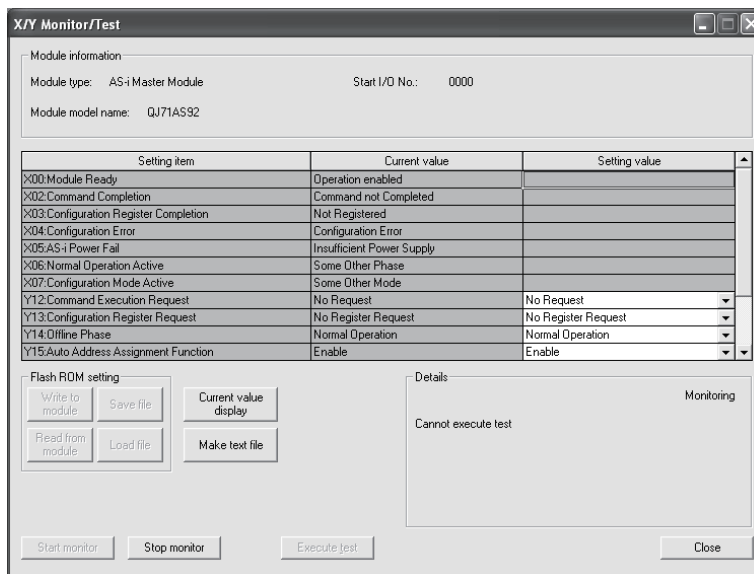 X/Y Monitor/Test
Module information
Module type: AS-i Master Module Start I/O No.: 0000
Module model name: QJ71AS92
Setting item Current value Setting value
X00:Module Ready Operation enabled
X02:Command Completion Command not Completed
X03:Configuration Register Completion Not Registered
X04:Configuration Error Configuration Error
X05:AS-i Power Fail Insufficient Power Supply
X06:Normal Operation Active Some Other Phase
X07:Configuration Mode Active Some Other Mode
Y12:Command Execution Request No Request No Request
Y13:Configuration Register Request No Register Request No Register Request
Y14:Offline Phase Normal Operation Normal Operation
Y15:Auto Address Assignment Function Enable Enable
Flash ROM setting
Write to module
Save file
Read from module
Load file
Current value display
Make text file
Details
Monitoring
Cannot execute test
Start monitor Stop monitor Execute test Close